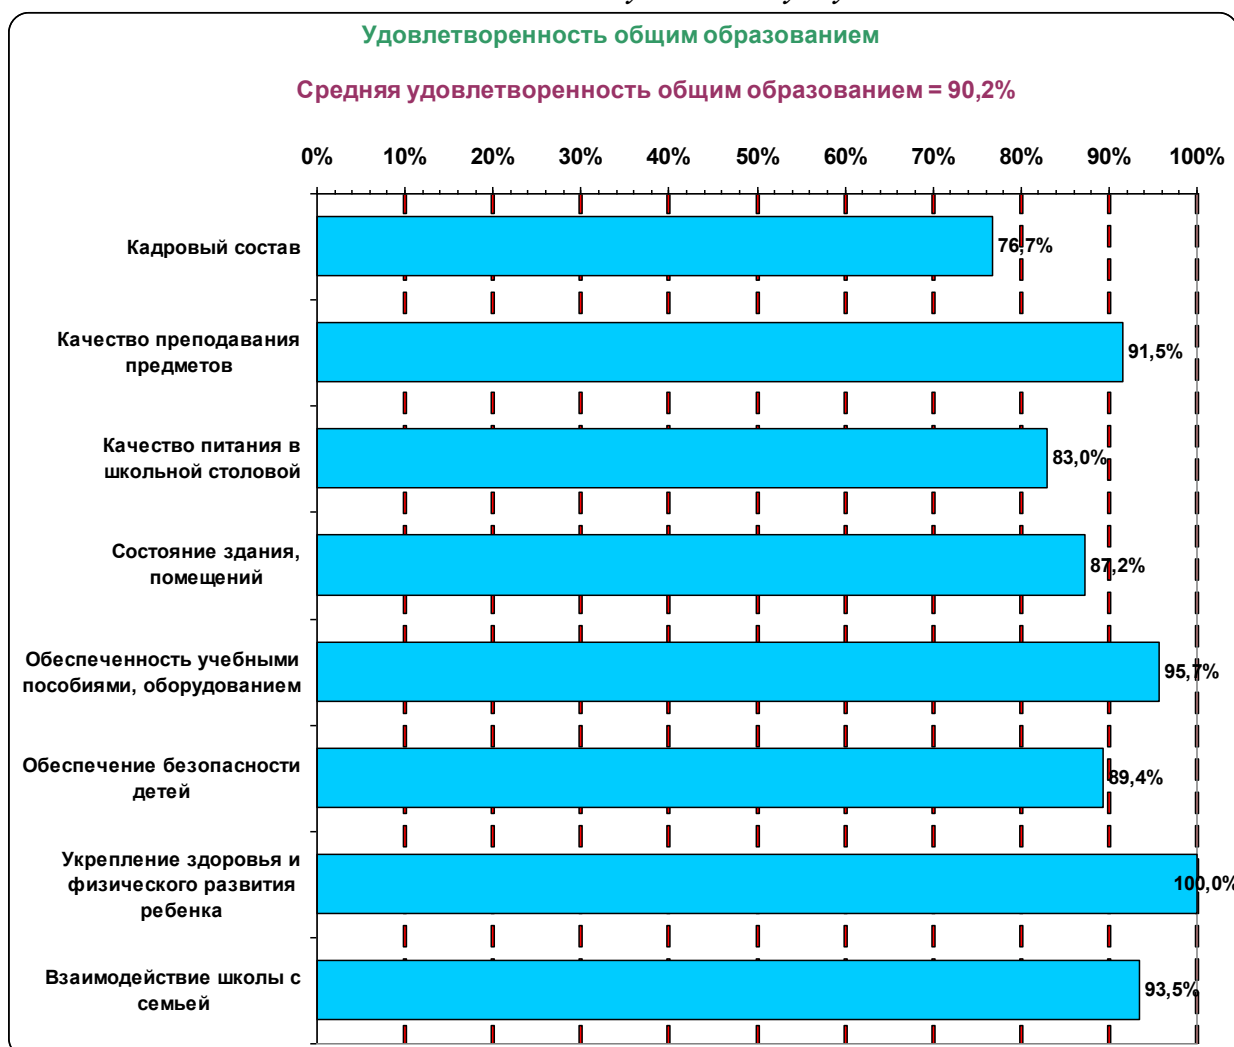 Удовлетворенность общим образованием
Средняя удовлетворенность общим образованием = 90,2%
0% 10% 20% 30% 40% 50% 60% 70% 80% 90% 100%
Кадровый состав
76,7%
Качество преподавания
предметов
91,5%
Качество питания в
школьной столовой
83,0%
Состояние здания,
помещений
87,2%
Обеспеченность учебными
пособиями, оборудованием
95,7%
Обеспечение безопасности
детей
89,4%
Укрепление здоровья и
физического развития
ребенка
100,0%
Взаимодействие школы с
семьей
93,5%